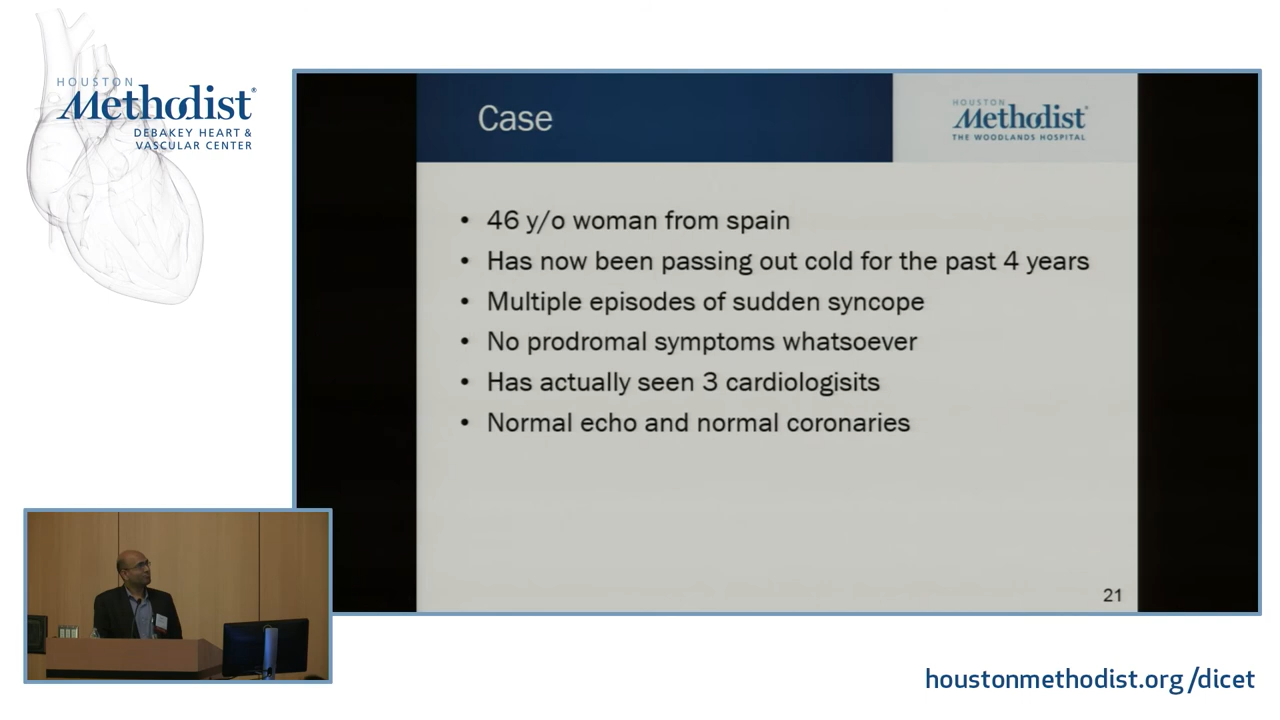 HOUSTON
Methodist®
DEBAKEY HEART &
VASCULAR CENTER
Case
HOUSTON
Methodist®
THE WOODLANDS HOSPITAL
• 46 y/o woman from spain
• Has now been passing out cold for the past 4 years
• Multiple episodes of sudden syncope
• No prodromal symptoms whatsoever
• Has actually seen 3 cardiologisits
• Normal echo and normal coronaries
21
houstonmethodist.org/dicet